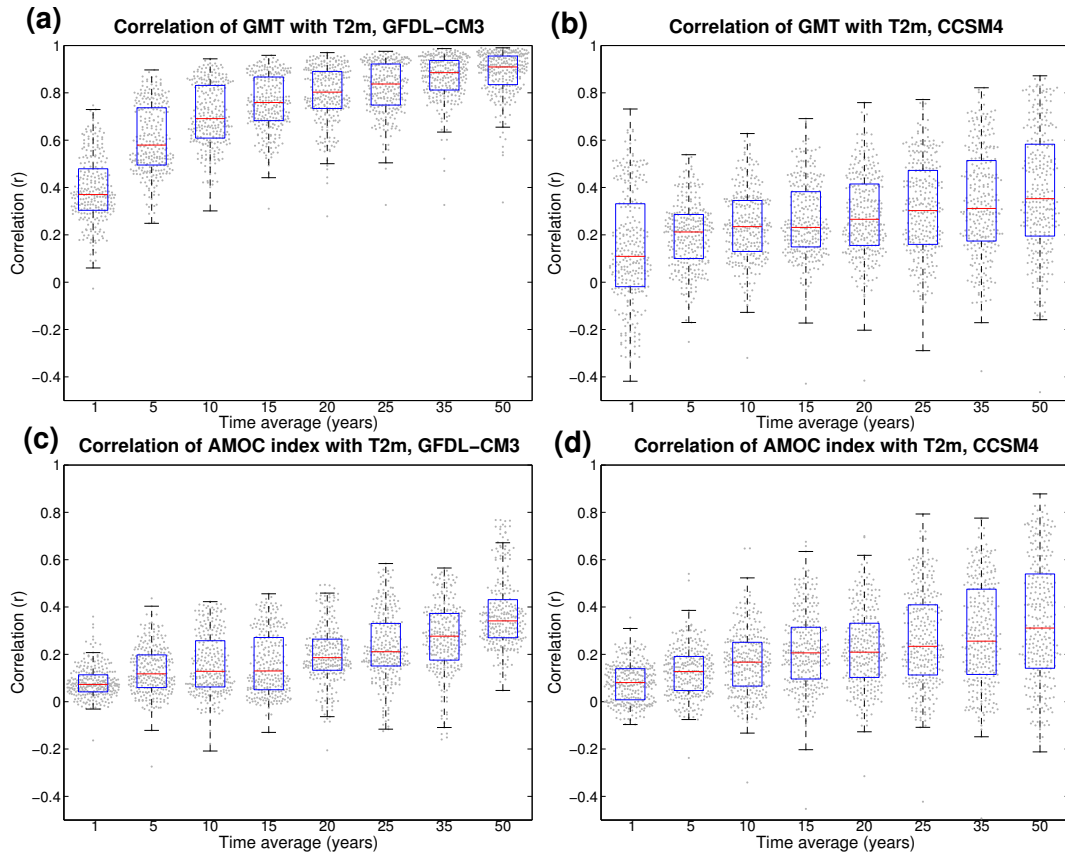 (a)
Correlation of GMT with T2m, GFDL−CM3
1
0.8
0.6
0.4
0.2
0
−0.2
−0.4
Correlation (r)
1 5 10 15 20 25 35 50
Time average (years)
(b)
Correlation of GMT with T2m, CCSM4
1
0.8
0.6
0.4
0.2
0
−0.2
−0.4
Correlation (r)
1 5 10 15 20 25 35 50
Time average (years)
(c)
Correlation of AMOC index with T2m, GFDL−CM3
1
0.8
0.6
0.4
0.2
0
−0.2
−0.4
Correlation (r)
1 5 10 15 20 25 35 50
Time average (years)
(d)
Correlation of AMOC index with T2m, CCSM4
1
0.8
0.6
0.4
0.2
0
−0.2
−0.4
Correlation (r)
1 5 10 15 20 25 35 50
Time average (years)